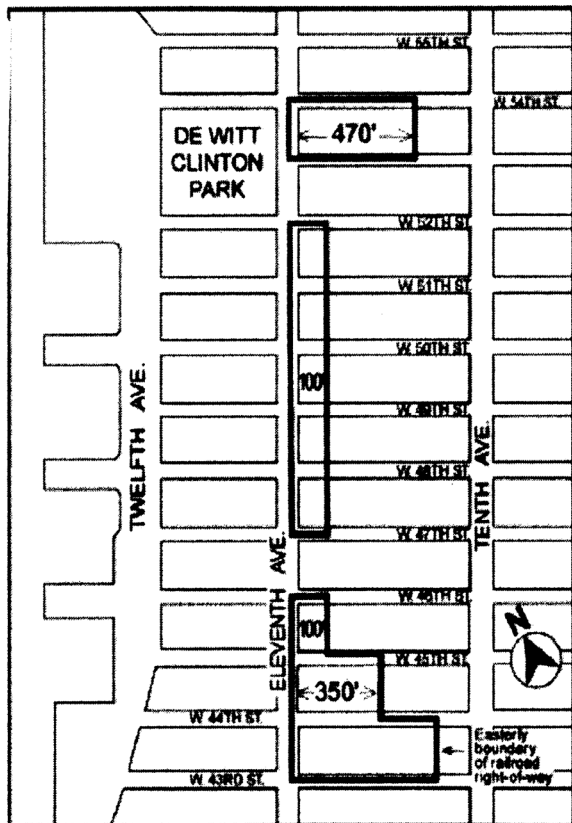 W. 55TH ST.
W. 54TH ST.
DE WITT
CLINTON
PARK
470'
W. 52TH ST.
W. 51TH ST.
W. 50TH ST.
100'
W. 49TH ST.
W. 48TH ST.
W. 47TH ST.
TWELFTH AVE.
TENTH AVE.
ELEVENTH AVE.
W. 46TH ST.
100'
W. 45TH ST.
N
350'
W. 44TH ST.
Easterly
boundary
of railroad
right-of-way
W. 43RD ST.